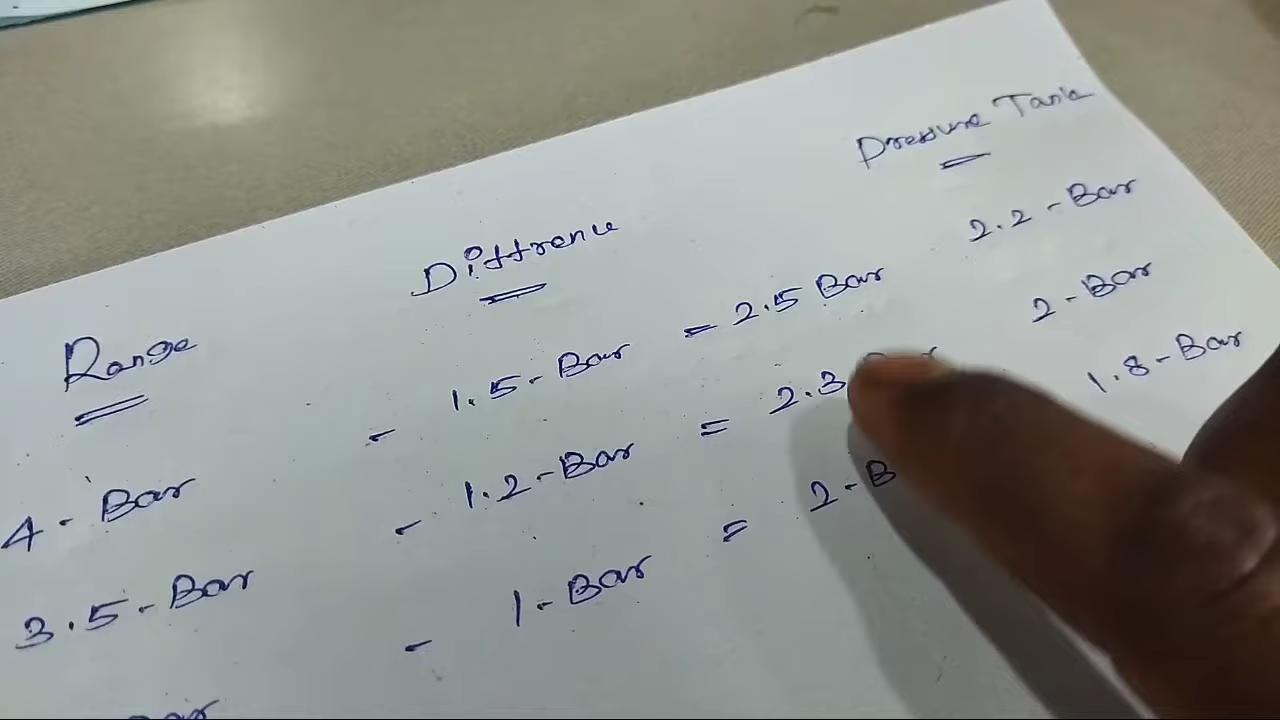 Range Diffrence Pressure Tank
4 - Bar - 1.5 - Bar = 2.5 Bar 2.2 - Bar
3.5 - Bar - 1.2 - Bar = 2.3 Bar 2 - Bar
- 1 - Bar = 2 - B 1.8 - Bar